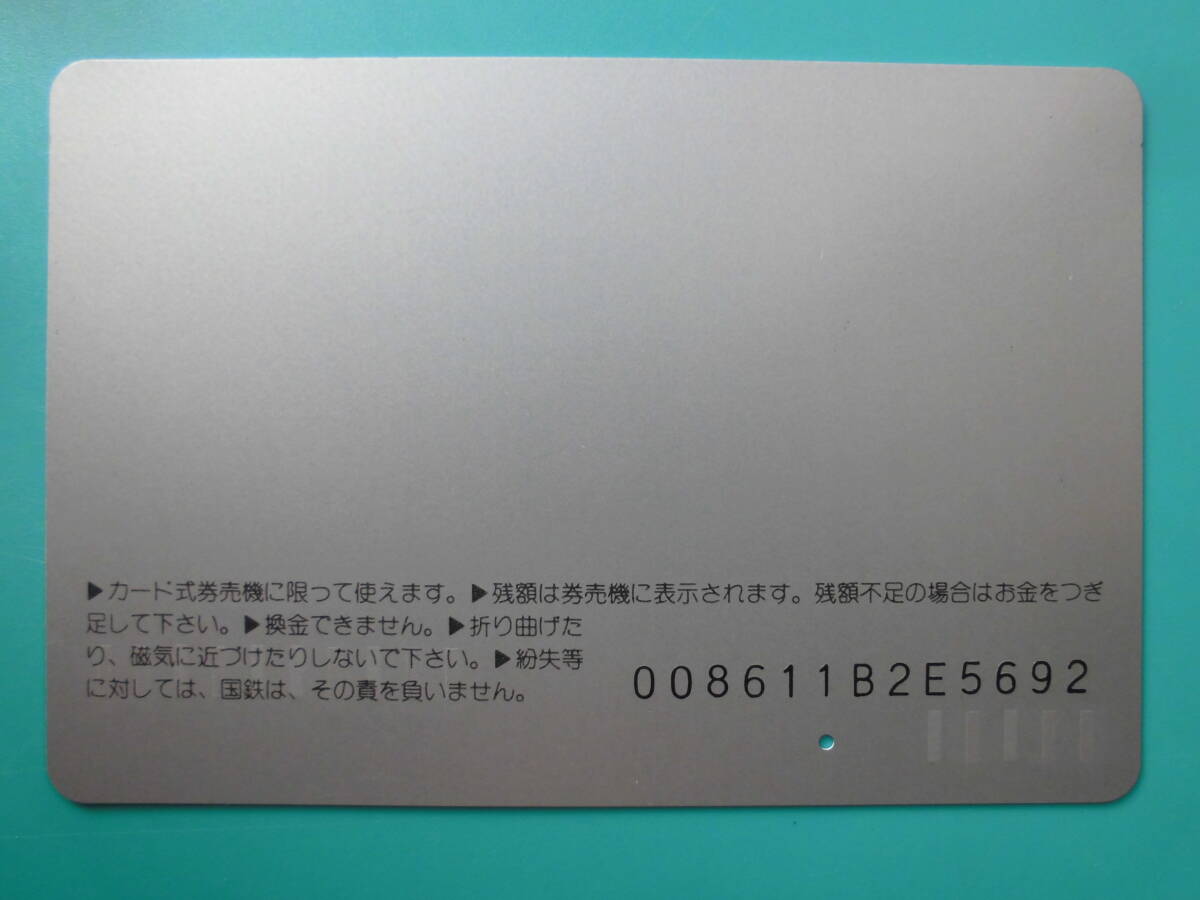 ▶カード式券売機に限って使えます。▶残額は券売機に表示されます。残額不足の場合はお金をつぎ
足して下さい。▶換金できません。▶折り曲げた
り、磁気に近づけたりしないで下さい。▶紛失等
に対しては、国鉄は、その責を負いません。
008611B2E5692